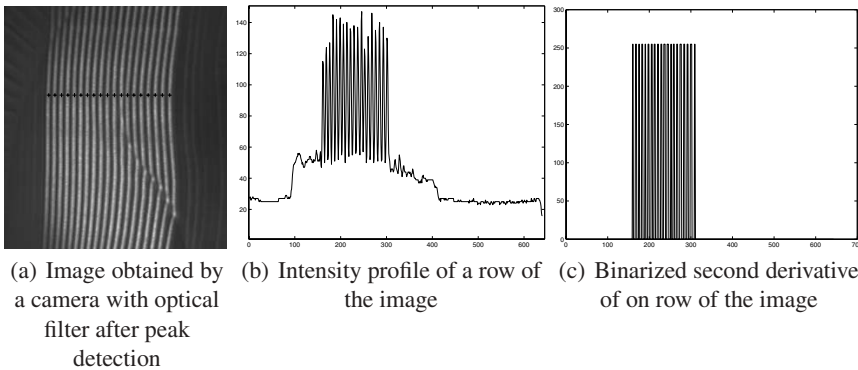 140
120
100
80
60
40
20
0 100 200 300 400 500 600
300
250
200
150
100
50
0
0 100 200 300 400 500 600 700
(a) Image obtained by
a camera with optical
filter after peak
detection
(b) Intensity profile of a row of
the image
(c) Binarized second derivative
of on row of the image